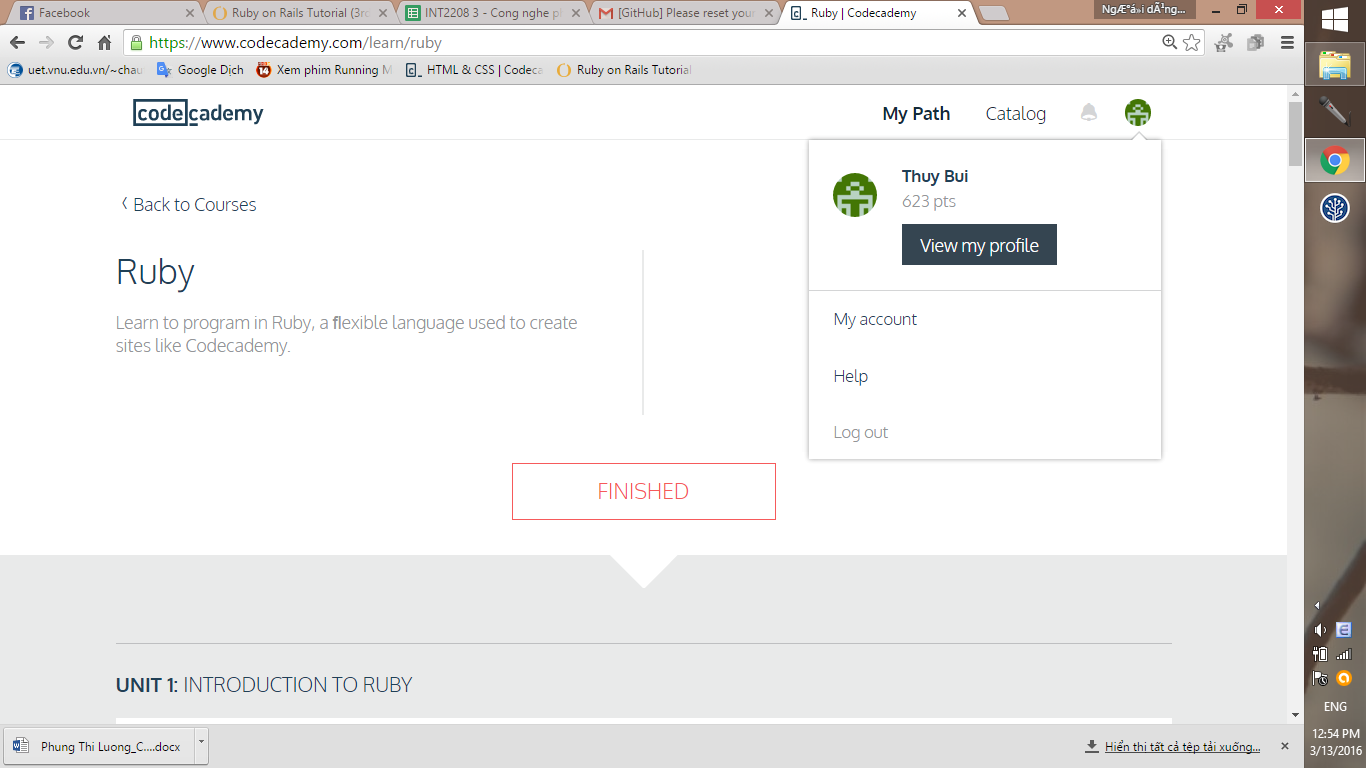 Facebook
Ruby on Rails Tutorial (3rd
INT2208 3 - Cong nghe p
[GitHub] Please reset your
Ruby | Codecademy
NgÆ°á»i dÃ¹ng...
https://www.codecademy.com/learn/ruby
uet.vnu.edu.vn/~chau
Google Dịch
Xem phim Running M
HTML & CSS | Codeca
Ruby on Rails Tutorial
codecademy
My Path
Catalog
Thuy Bui
623 pts
View my profile
My account
Help
Log out
Back to Courses
Ruby
Learn to program in Ruby, a flexible language used to create
sites like Codecademy.
FINISHED
UNIT 1: INTRODUCTION TO RUBY
Phung Thi Luong_C....docx
Hiển thị tất cả tệp tải xuống...
ENG
12:54 PM
3/13/2016